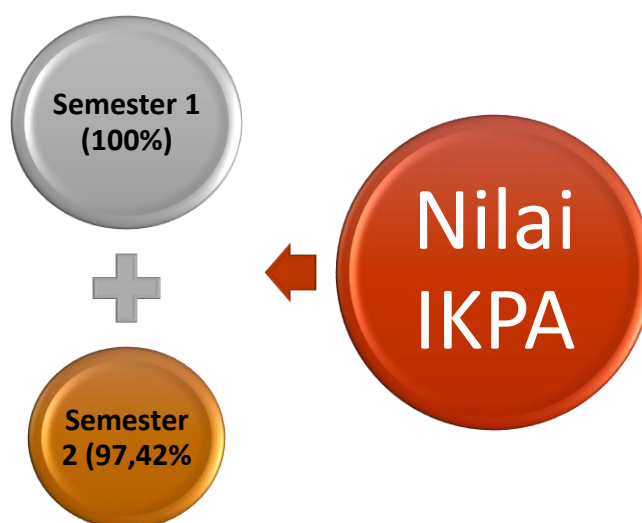 Semester 1
(100%)
Semester
2 (97,42%
Nilai
IKPA